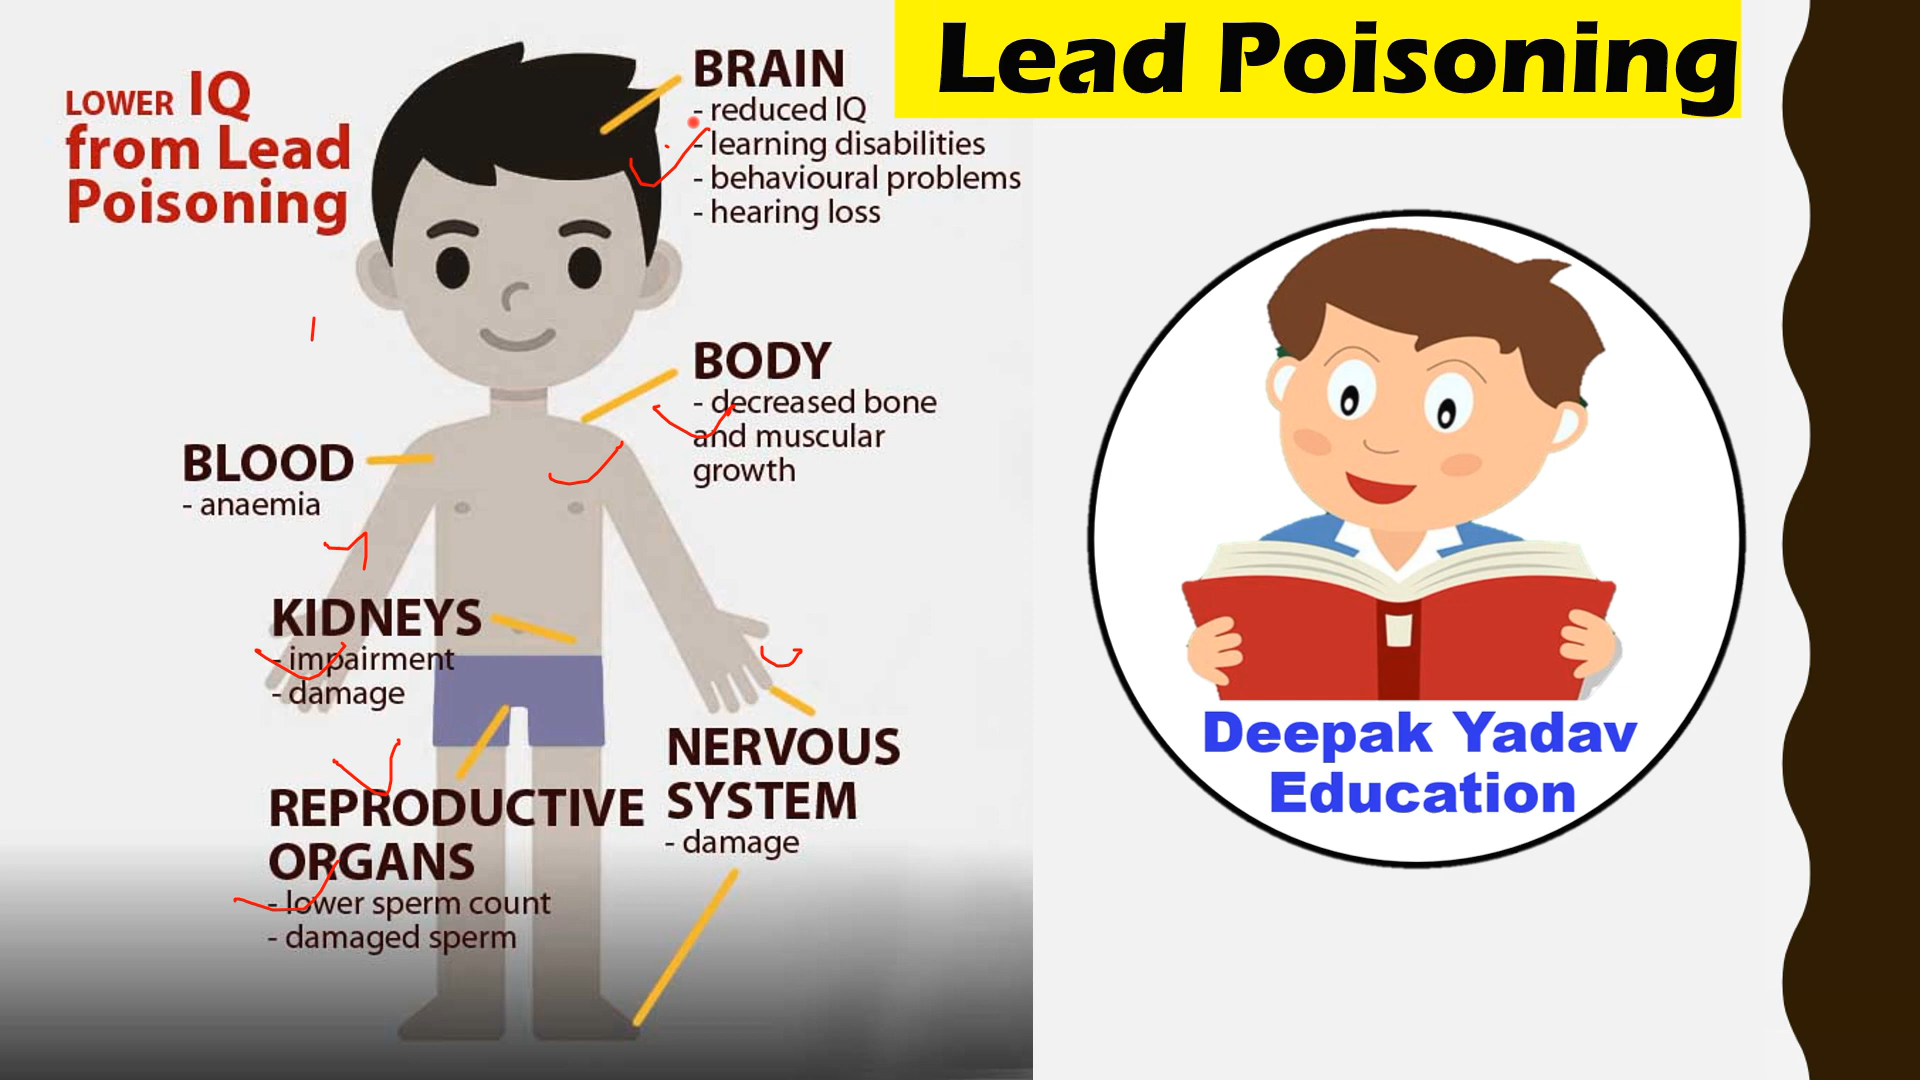 Lead Poisoning
LOWER IQ
from Lead
Poisoning
BRAIN
- reduced IQ
- learning disabilities
- behavioural problems
- hearing loss
BODY
- decreased bone
and muscular
growth
BLOOD
- anaemia
KIDNEYS
- impairment
- damage
REPRODUCTIVE
ORGANS
- lower sperm count
- damaged sperm
NERVOUS
SYSTEM
- damage
Deepak Yadav
Education